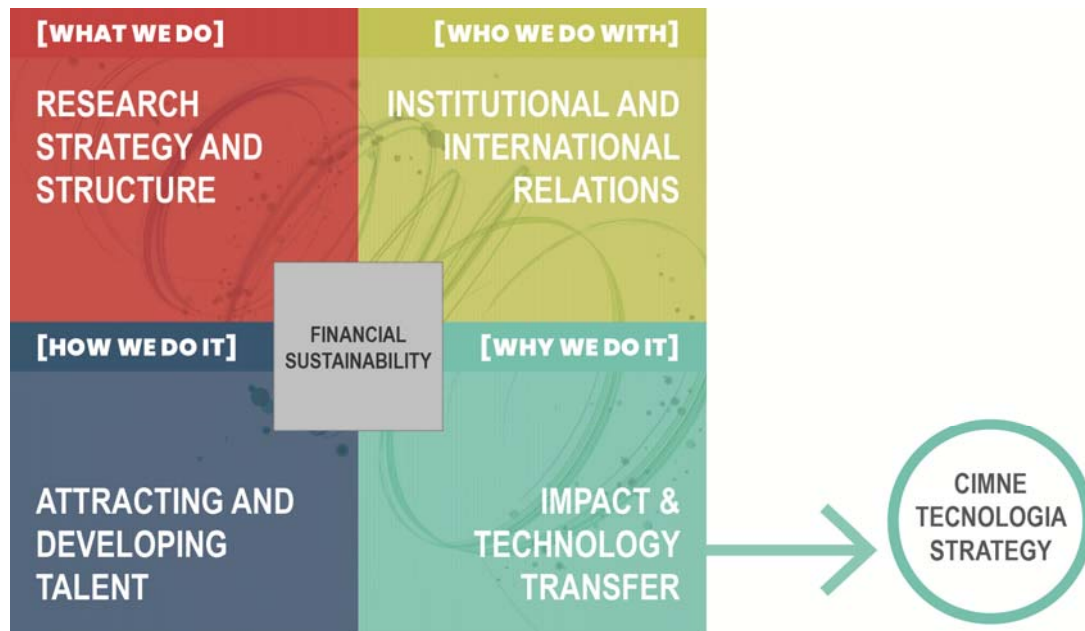 [WHAT WE DO]
RESEARCH
STRATEGY AND
STRUCTURE
[WHO WE DO WITH]
INSTITUTIONAL AND
INTERNATIONAL
RELATIONS
FINANCIAL
SUSTAINABILITY
[HOW WE DO IT]
ATTRACTING AND
DEVELOPING
TALENT
[WHY WE DO IT]
IMPACT &
TECHNOLOGY
TRANSFER
CIMNE
TECNOLOGIA
STRATEGY